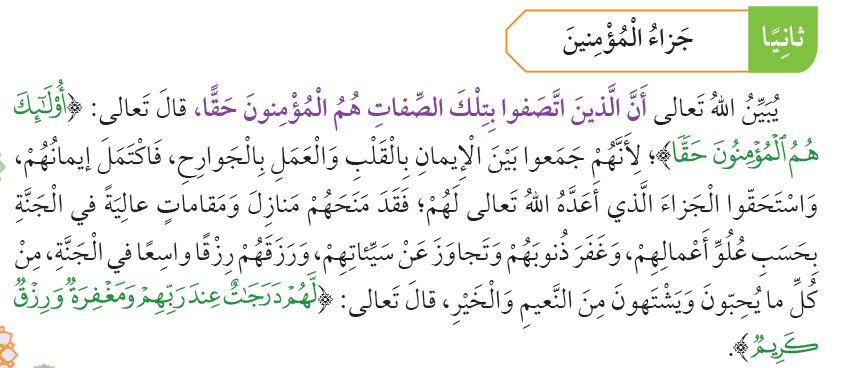 ثانِيًا جَزاءُ الْمُؤْمِنينَ
يُبَيِّنُ اللهُ تَعالى أَنَّ الَّذينَ اتَّصَفوا بِتِلْكَ الصِّفاتِ هُمُ الْمُؤْمِنونَ حَقًّا، قالَ تَعالى: ﴿أُوْلَٰٓئِكَ
هُمُ ٱلْمُؤْمِنُونَ حَقًّا﴾؛ لِأَنَّهُمْ جَمَعوا بَيْنَ الْإِيمانِ بِالْقَلْبِ وَالْعَمَلِ بِالْجَوارِحِ، فَاكْتَمَلَ إيمانُهُمْ،
وَاسْتَحَقّوا الْجَزاءَ الَّذي أَعَدَّهُ اللهُ تَعالى لَهُمْ؛ فَقَدَ مَنَحَهُمْ مَنازِلَ وَمَقاماتٍ عالِيَةً في الْجَنَّةِ
بِحَسَبِ عُلُوِّ أَعْمالِهِمْ، وَغَفَرَ ذُنوبَهُمْ وَتَجاوَزَ عَنْ سَيِّئاتِهِمْ، وَرَزَقَهُمْ رِزْقًا واسِعًا في الْجَنَّةِ، مِنْ
كُلِّ ما يُحِبّونَ وَيَشْتَهونَ مِنَ النَّعيمِ وَالْخَيْرِ، قالَ تَعالى: ﴿لَّهُمْ دَرَجَٰتٌ عِندَ رَبِّهِمْ وَمَغْفِرَةٌ وَرِزْقٌ
كَرِيمٌ﴾.